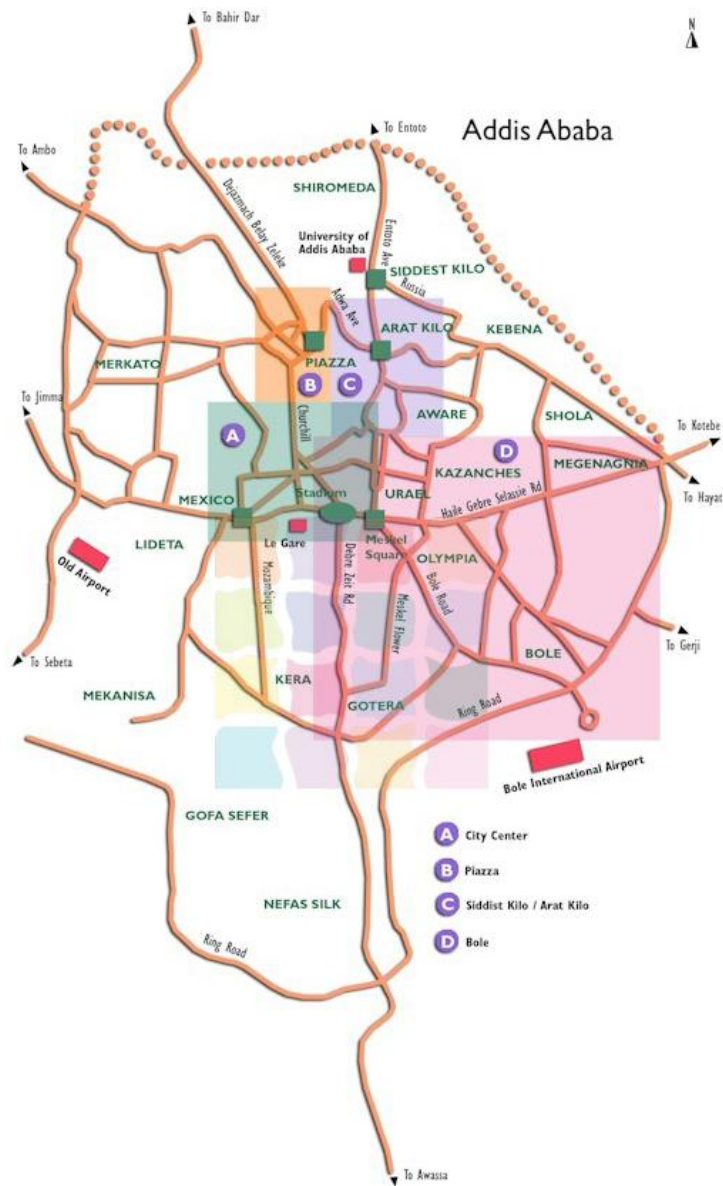 To Bahir Dar
N
To Entoto
Addis Ababa
To Ambo
SHIROMEDA
Dejazmach Belay Zeleke
Entoto Ave
University of
Addis Ababa
SIDDEST KILO
Russia
Adwa Ave
ARAT KILO
KEBENA
PIAZZA
MERKATO
B
C
To Jimma
Churchill
AWARE
SHOLA
To Kotebe
A
D
KAZANCHES
MEGENAGNIA
MEXICO
Stadium
URAEL
Haile Gebre Selassie Rd
To Hayat
LIDETA
Le Gare
Meskel
Square
OLYMPIA
Old Airport
Mozambique
Debre Zeit Rd
Meskel Flower
Bole Road
To Gerji
To Sebeta
BOLE
KERA
MEKANISA
GOTERA
Ring Road
Bole International Airport
GOFA SEFER
A City Center
B Piazza
C Siddist Kilo / Arat Kilo
D Bole
NEFAS SILK
Ring Road
To Awassa